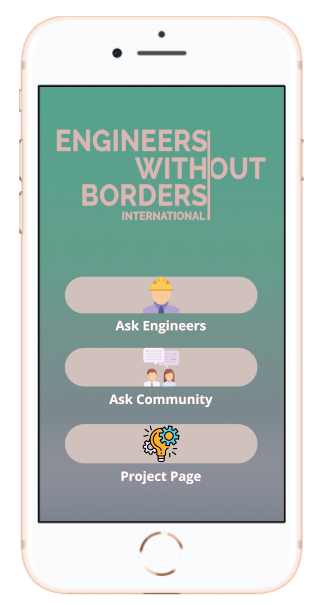 ENGINEERS
WITHOUT
BORDERS
INTERNATIONAL
Ask Engineers
Ask Community
Project Page